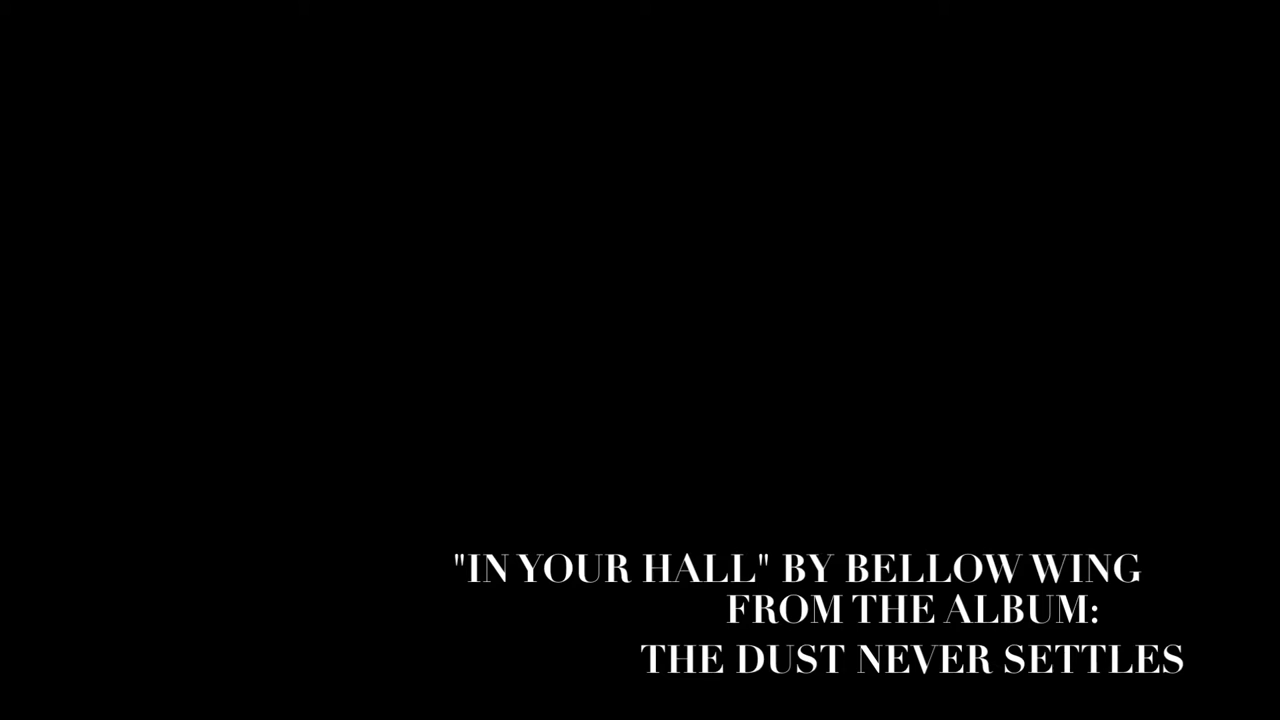 "IN YOUR HALL" BY BELLOW WING
FROM THE ALBUM:
THE DUST NEVER SETTLES